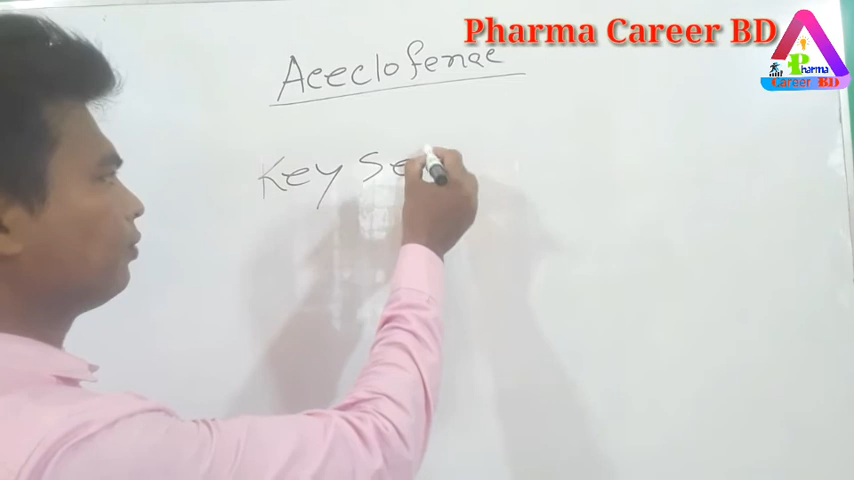 Pharma Career BD
Pharma
Career BD
Aceclofenac
Key Se